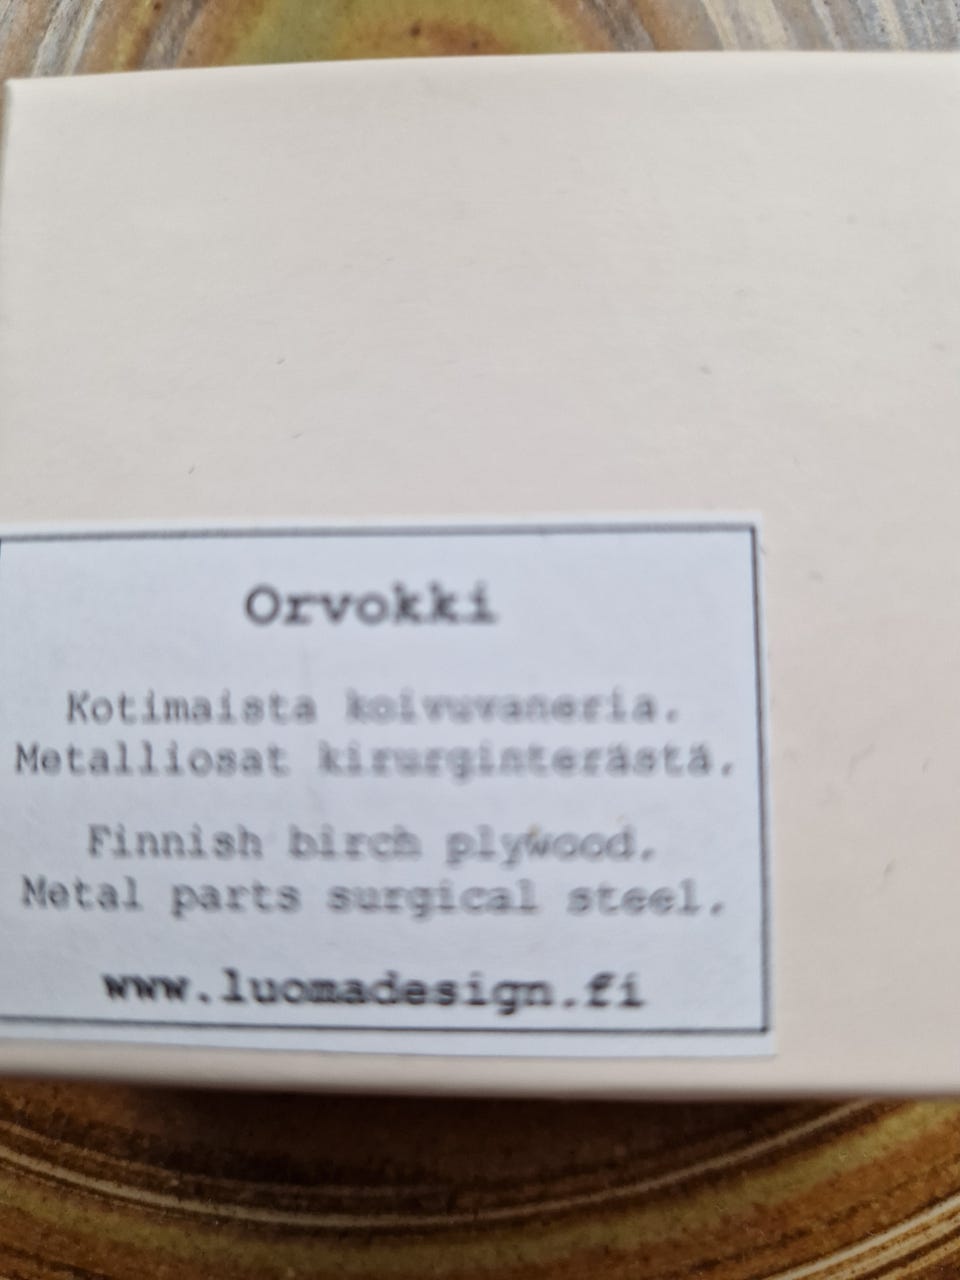 Orvokki
Kotimaista koivuvaneria.
Metalliosat kirurginterästä.
Finnish birch plywood.
Metal parts surgical steel.
www.luomadesign.fi